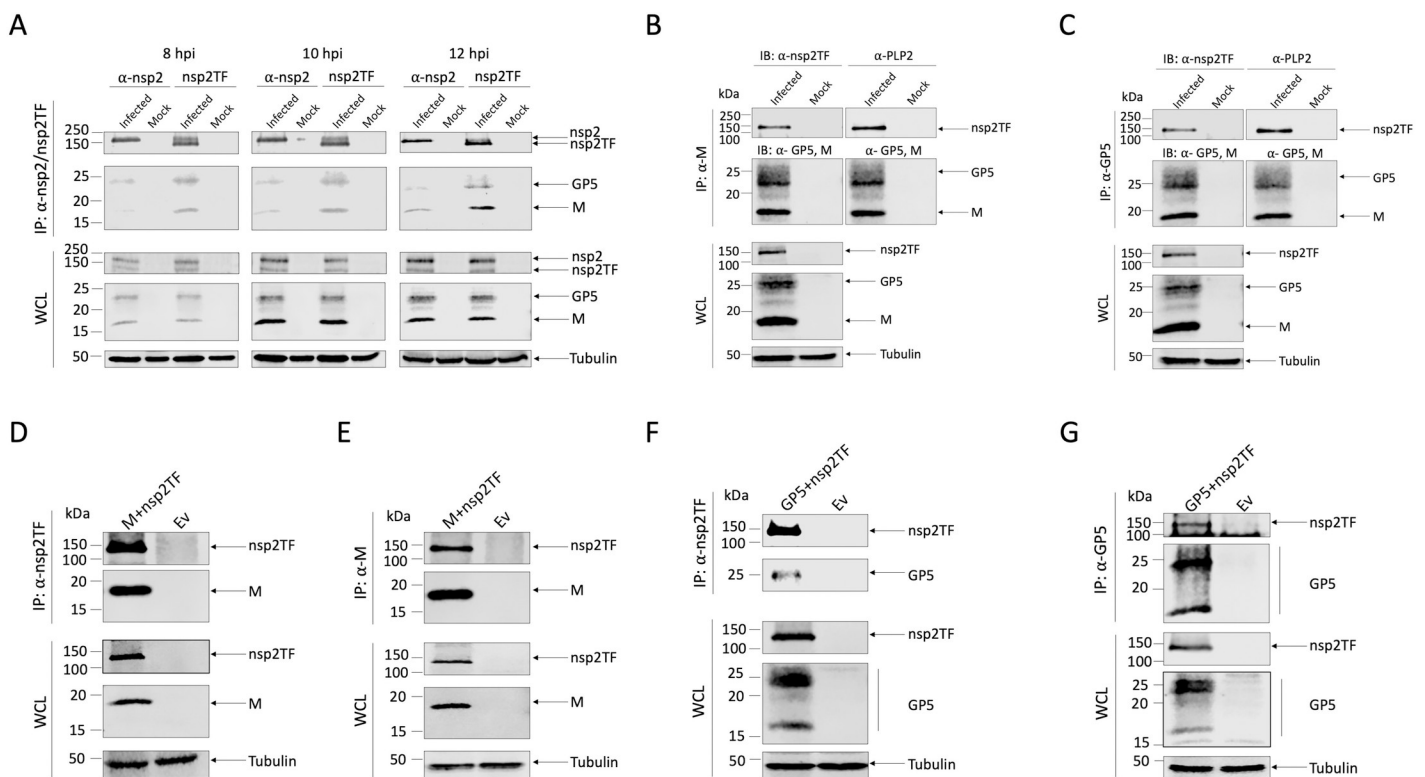 A
8 hpi 10 hpi 12 hpi
α-nsp2 nsp2TF α-nsp2 nsp2TF α-nsp2 nsp2TF
Infected Mock Infected Mock Infected Mock Infected Mock Infected Mock Infected Mock
IP: α-nsp2/nsp2TF
250
150
nsp2
nsp2TF
25
20
15
GP5
M
WCL
250
150
nsp2
nsp2TF
25
20
15
GP5
M
50
Tubulin
B
IB: α-nsp2TF α-PLP2
kDa
Infected Mock Infected Mock
IP: α-M
250
150
100
nsp2TF
IB: α- GP5, M α- GP5, M
25
20
GP5
M
WCL
150
100
nsp2TF
25
20
15
GP5
M
50
Tubulin
C
IB: α-nsp2TF α-PLP2
kDa
Infected Mock Infected Mock
IP: α-GP5
250
150
100
nsp2TF
IB: α- GP5, M α- GP5, M
25
20
GP5
M
WCL
150
100
nsp2TF
25
20
15
GP5
M
50
Tubulin
D
kDa
M+nsp2TF Ev
IP: α-nsp2TF
150
100
nsp2TF
20
15
M
WCL
150
100
nsp2TF
20
15
M
50
Tubulin
E
kDa
M+nsp2TF Ev
IP: α-M
150
100
nsp2TF
20
15
M
WCL
150
100
nsp2TF
20
15
M
50
Tubulin
F
kDa
GP5+nsp2TF Ev
IP: α-nsp2TF
150
100
nsp2TF
25
GP5
WCL
150
100
nsp2TF
25
20
15
GP5
50
Tubulin
G
kDa
GP5+nsp2TF Ev
IP: α-GP5
150
100
nsp2TF
25
20
GP5
WCL
150
100
nsp2TF
25
20
15
GP5
50
Tubulin